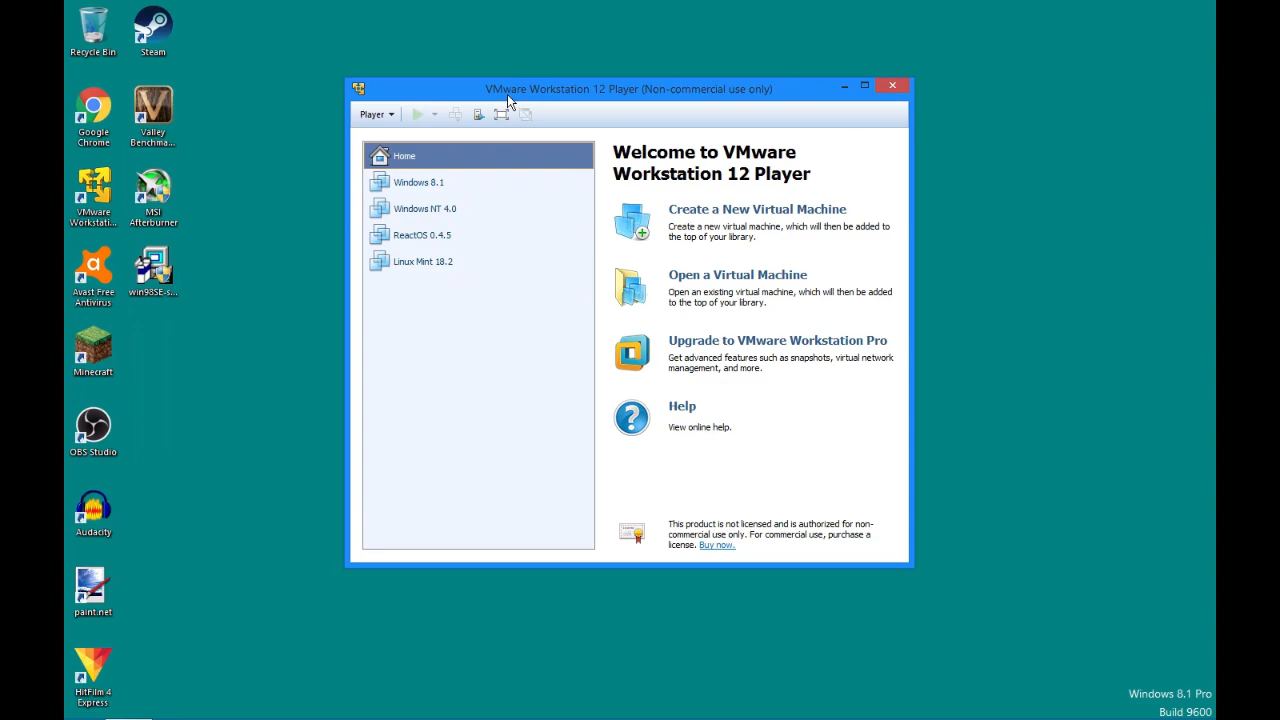 Recycle Bin
Steam
Google
Chrome
Valley
Benchma...
VMware
Workstati...
MSI
Afterburner
Avast Free
Antivirus
win98SE-s...
Minecraft
OBS Studio
Audacity
paint.net
HitFilm 4
Express
VMware Workstation 12 Player (Non-commercial use only)
Player
Home
Windows 8.1
Windows NT 4.0
ReactOS 0.4.5
Linux Mint 18.2
Welcome to VMware
Workstation 12 Player
Create a New Virtual Machine
Create a new virtual machine, which will then be added to
the top of your library.
Open a Virtual Machine
Open an existing virtual machine, which will then be added
to the top of your library.
Upgrade to VMware Workstation Pro
Get advanced features such as snapshots, virtual network
management, and more.
Help
View online help.
This product is not licensed and is authorized for non-
commercial use only. For commercial use, purchase a
license. Buy now.
Windows 8.1 Pro
Build 9600